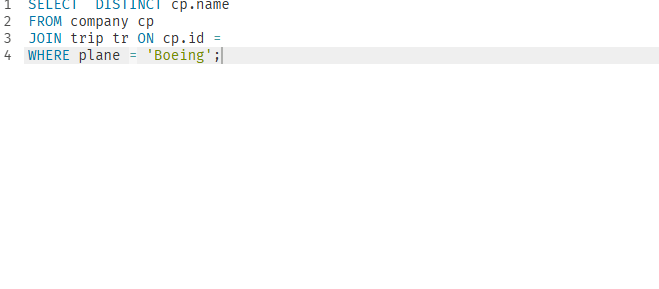 1 SELECT DISTINCT cp.name
2 FROM company cp
3 JOIN trip tr ON cp.id =
4 WHERE plane = 'Boeing';